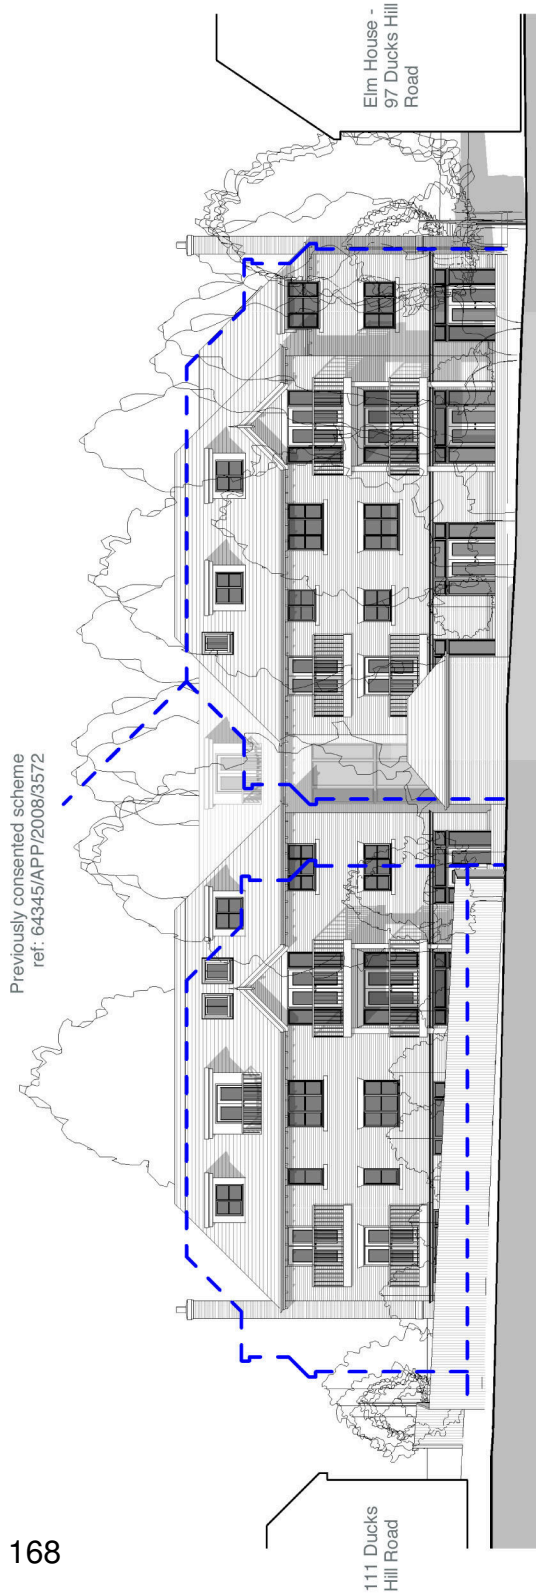 Previously consented scheme
ref: 64345/APP/2008/3572
Elm House -
97 Ducks Hill
Road
111 Ducks
Hill Road
168